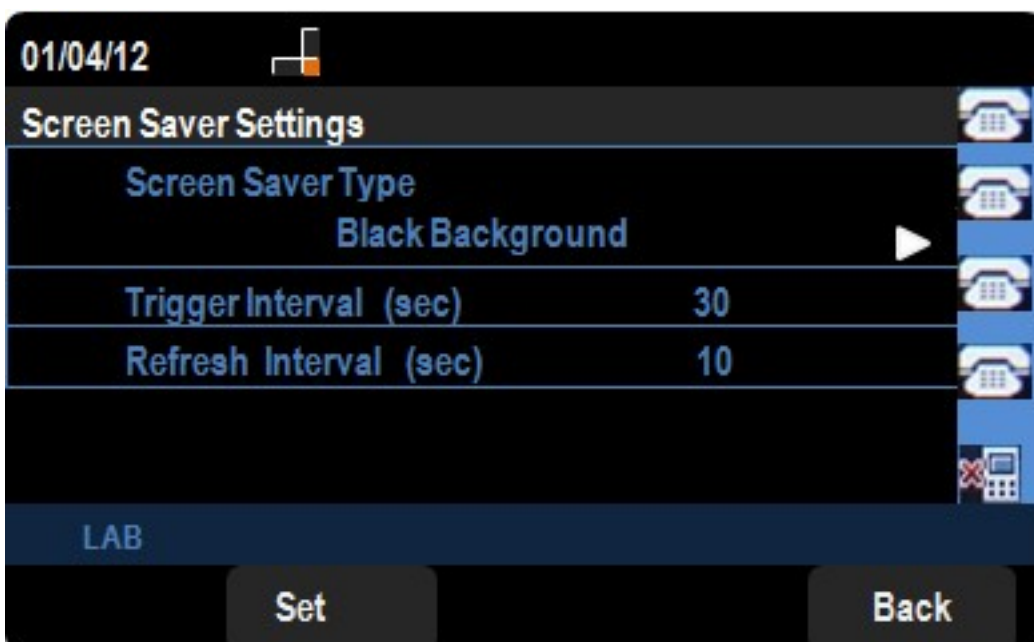 01/04/12
Screen Saver Settings
Screen Saver Type
Black Background
Trigger Interval (sec) 30
Refresh Interval (sec) 10
LAB
Set Back